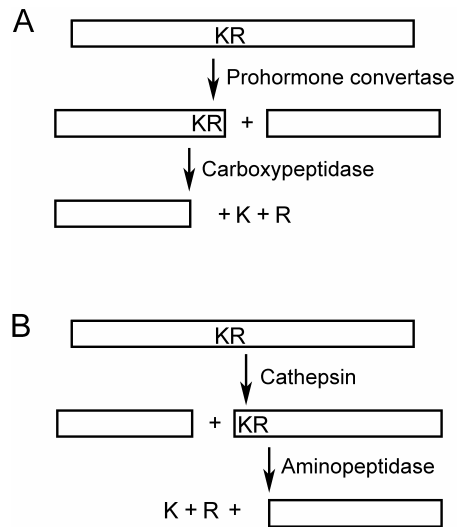 A
KR
Prohormone convertase
KR +
Carboxypeptidase
+ K + R
B
KR
Cathepsin
+ KR
Aminopeptidase
K + R +